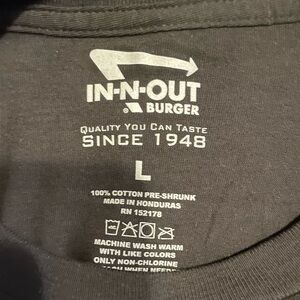 IN-N-OUT
BURGER
QUALITY YOU CAN TASTE
SINCE 1948
L
100% COTTON PRE-SHRUNK
MADE IN HONDURAS
RN 152178
MACHINE WASH WARM
WITH LIKE COLORS
ONLY NON-CHLORINE
WHEN